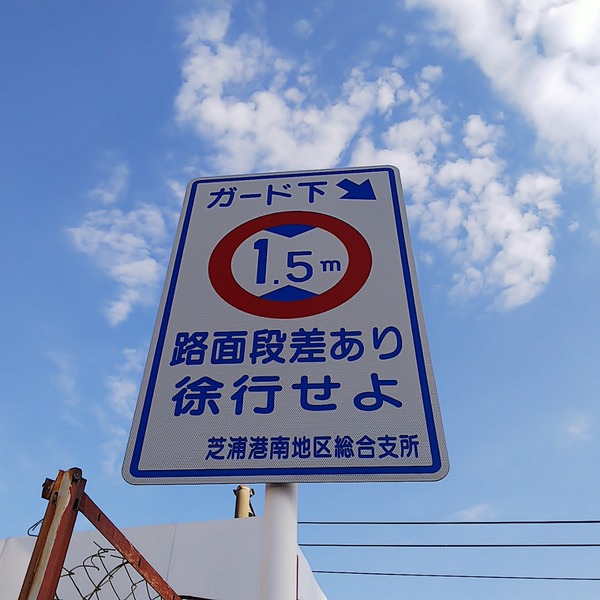 ガード下
1.5m
路面段差あり
徐行せよ
芝浦港南地区総合支所